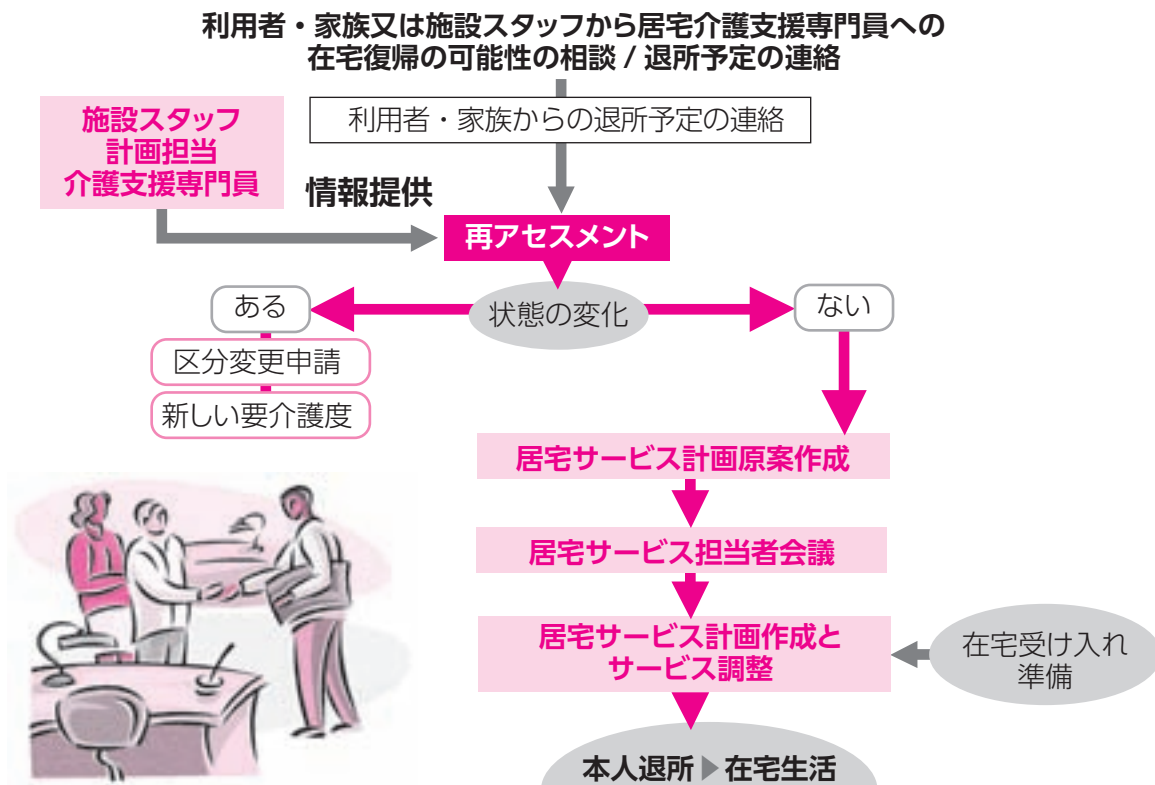 利用者・家族又は施設スタッフから居宅介護支援専門員への
在宅復帰の可能性の相談 / 退所予定の連絡
利用者・家族からの退所予定の連絡
施設スタッフ
計画担当
介護支援専門員
情報提供
再アセスメント
状態の変化
ある
ない
区分変更申請
新しい要介護度
居宅サービス計画原案作成
居宅サービス担当者会議
居宅サービス計画作成と
サービス調整
在宅受け入れ
準備
本人退所▶在宅生活